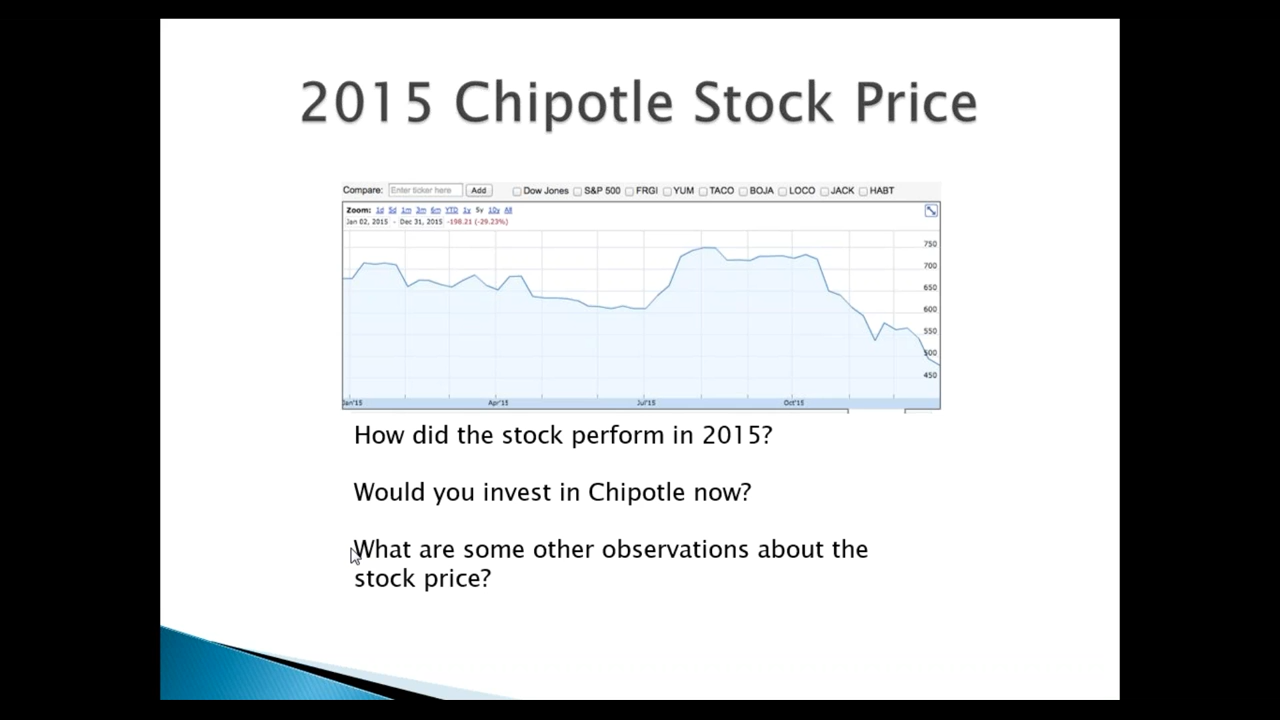 2015 Chipotle Stock Price
Compare: Enter ticker here Add Dow Jones S&P 500 FRGI YUM TACO BOJA LOCO JACK HABT
Zoom: 1d 5d 1m 3m 6m YTD 1y 5y 10y All
Jan 02, 2015 - Dec 31, 2015 -198.21 (-29.23%)
750
700
650
600
550
500
450
Jan'15 Apr'15 Jul'15 Oct'15
How did the stock perform in 2015?
Would you invest in Chipotle now?
What are some other observations about the
stock price?